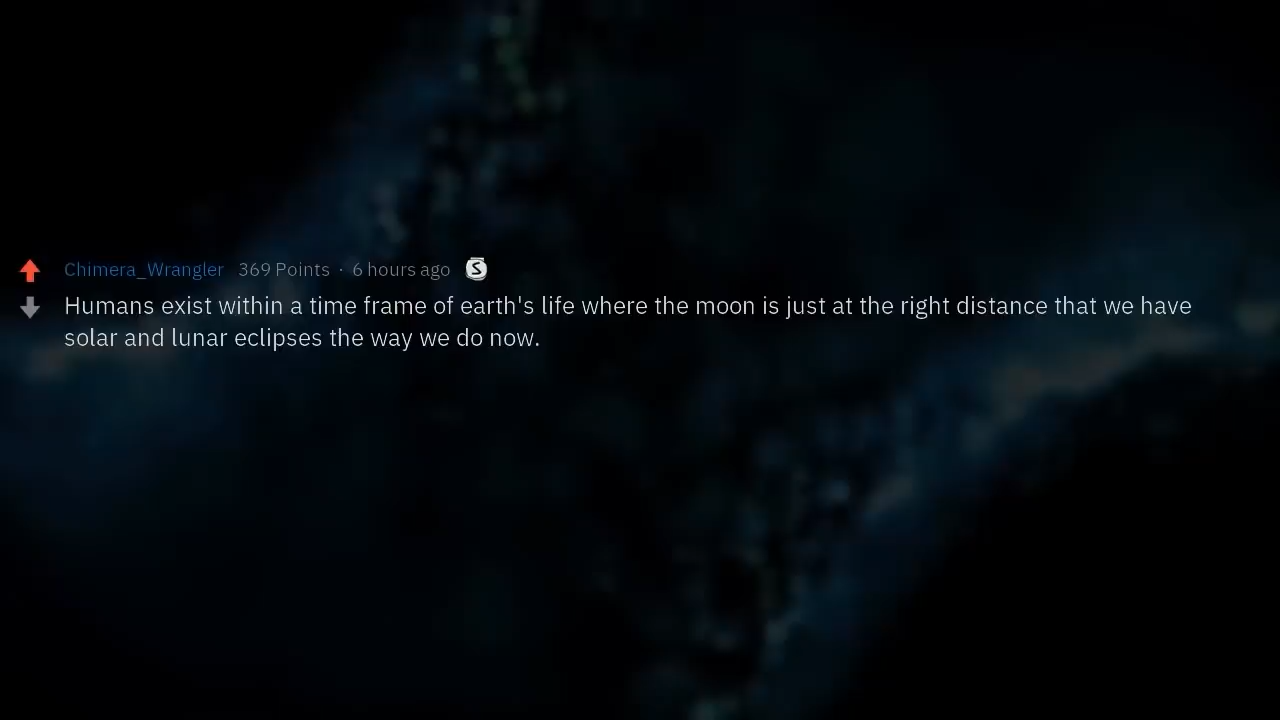 Chimera_Wrangler 369 Points · 6 hours ago S
Humans exist within a time frame of earth's life where the moon is just at the right distance that we have
solar and lunar eclipses the way we do now.